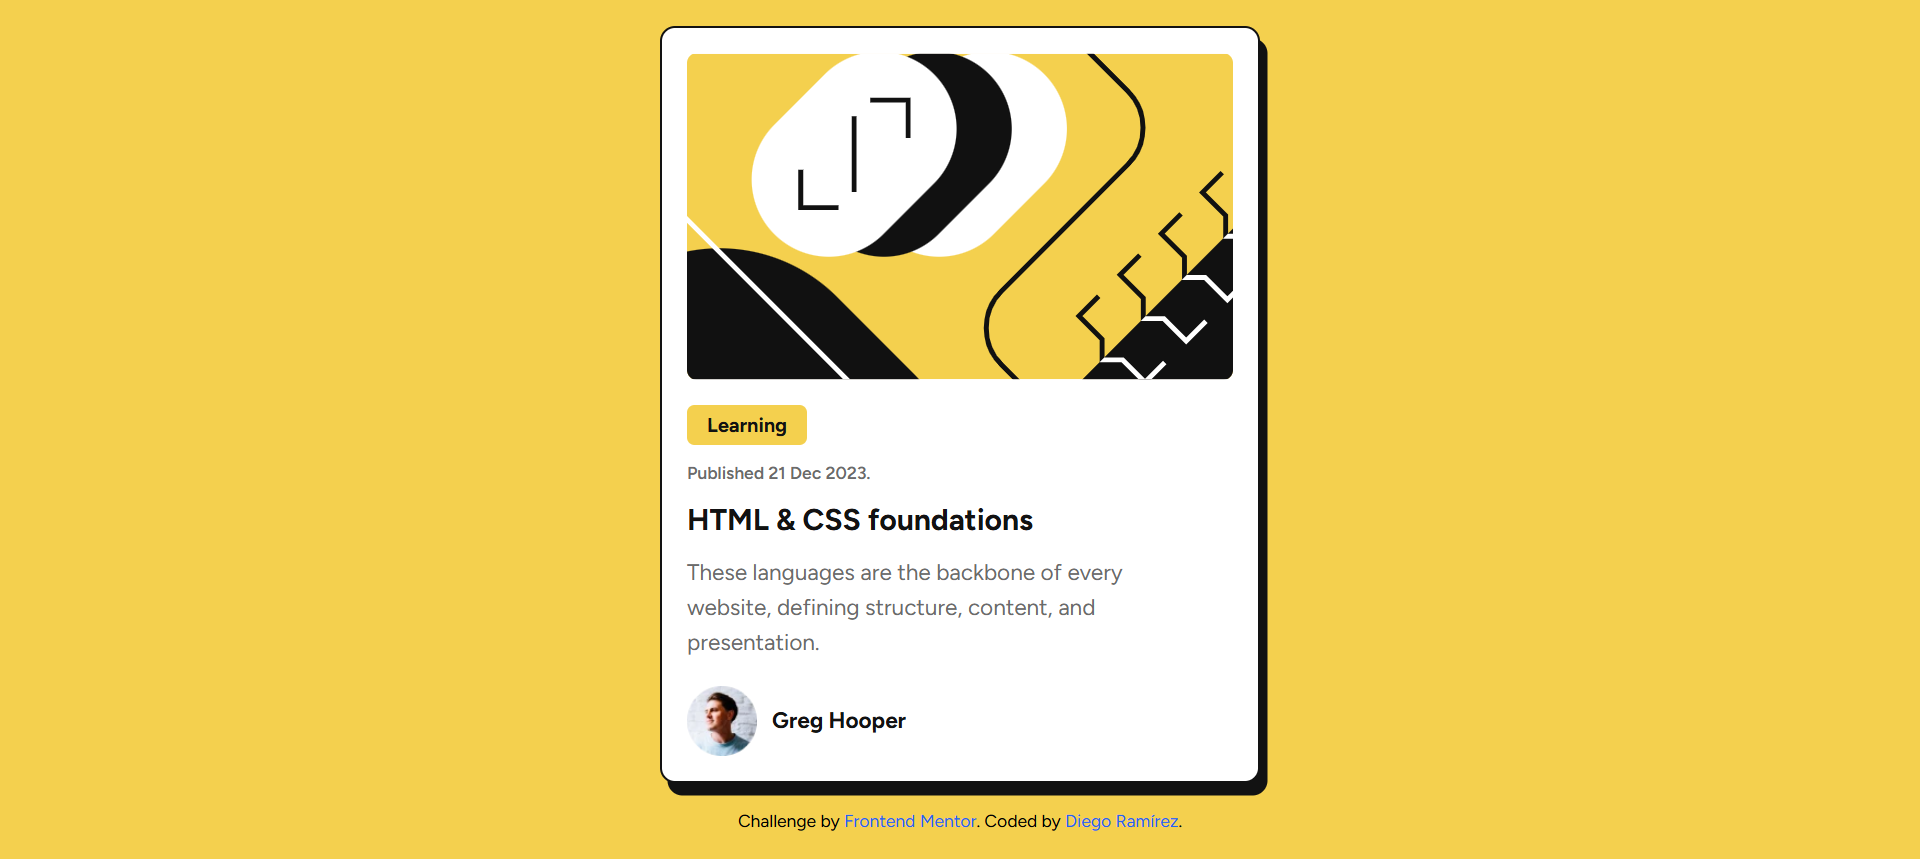 Learning
Published 21 Dec 2023.
HTML & CSS foundations
These languages are the backbone of every
website, defining structure, content, and
presentation.
Greg Hooper
Challenge by Frontend Mentor. Coded by Diego Ramírez.